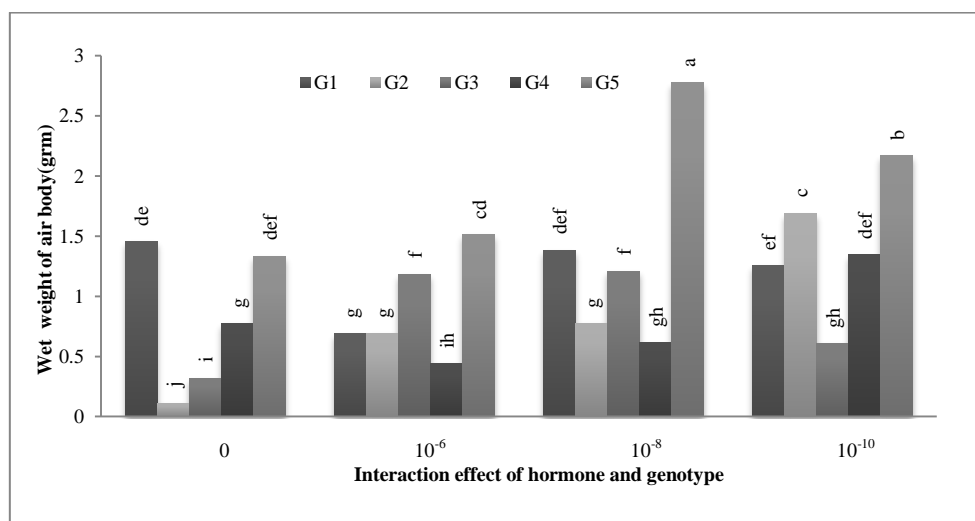 Wet weight of air body(grm)
3
2.5
2
1.5
1
0.5
0
G1 G2 G3 G4 G5
de j i g def
g g f ih cd
def g f gh a
ef c gh def b
0 10⁻⁶ 10⁻⁸ 10⁻¹⁰
Interaction effect of hormone and genotype